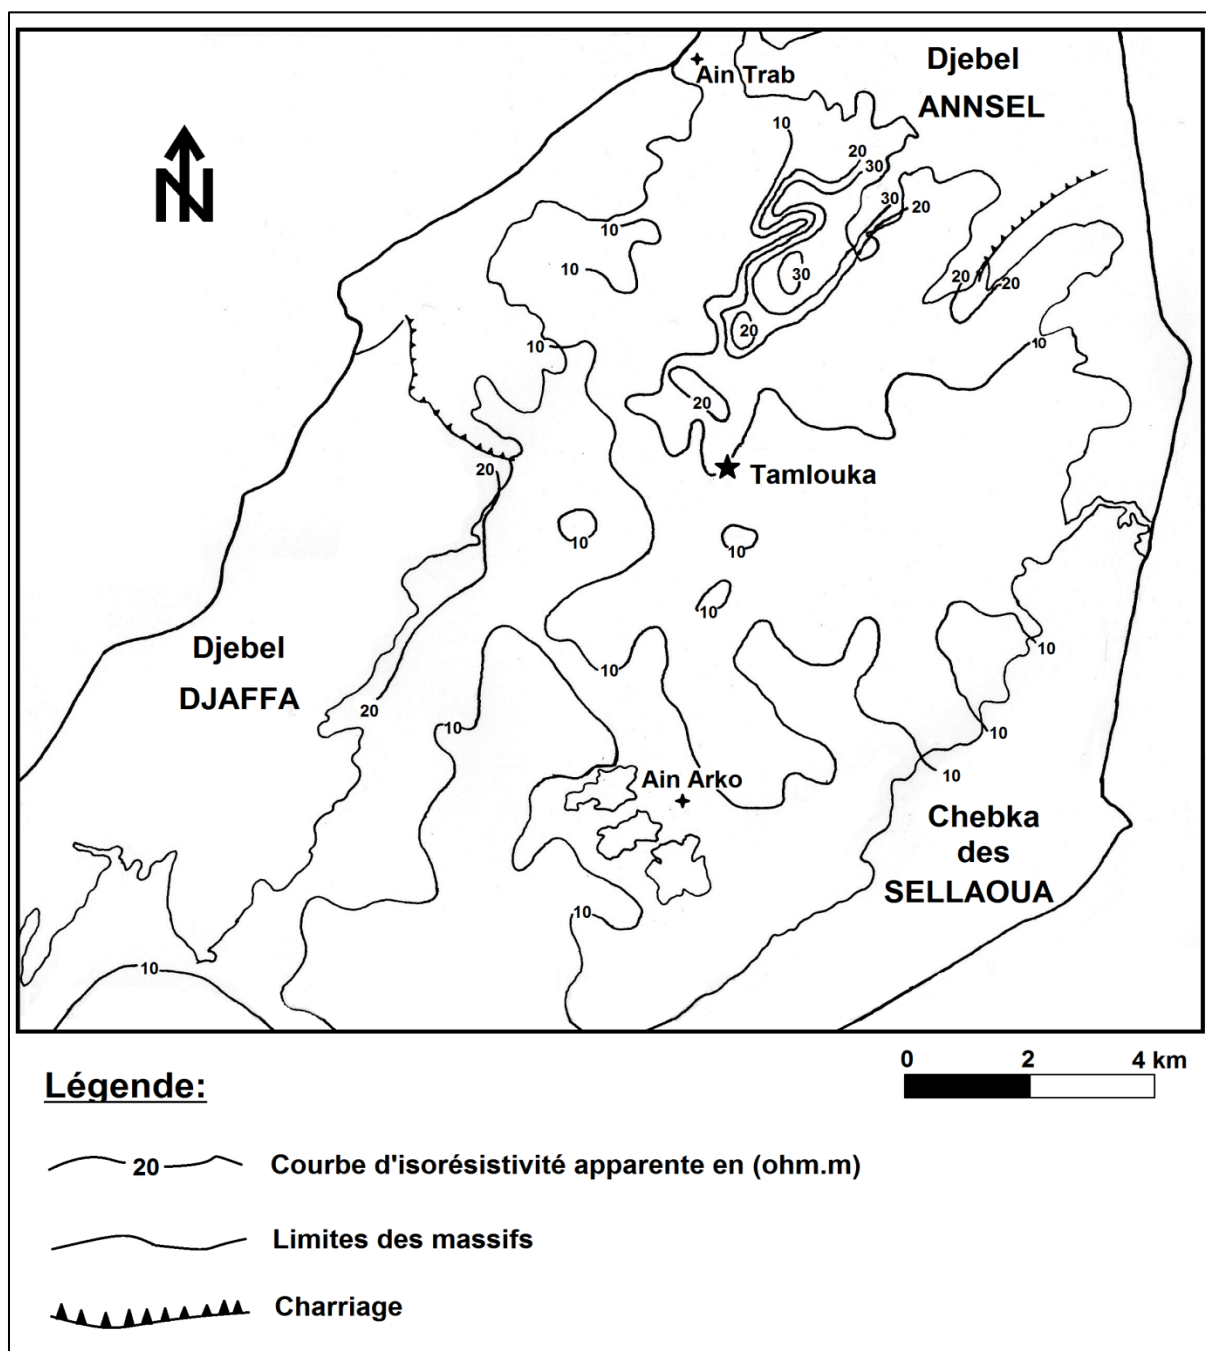 Djebel
ANNSEL
Ain Trab
N
10
20
30
30
20
10
10
30
20
20
20
10
10
20
Tamlouka
20
10
10
10
10
10
Djebel
DJAFFA
20
10
10
10
Ain Arko
Chebka
des
SELLAOUA
10
10
0 2 4 km
Légende:
20
Courbe d'isorésistivité apparente en (ohm.m)
Limites des massifs
Charriage